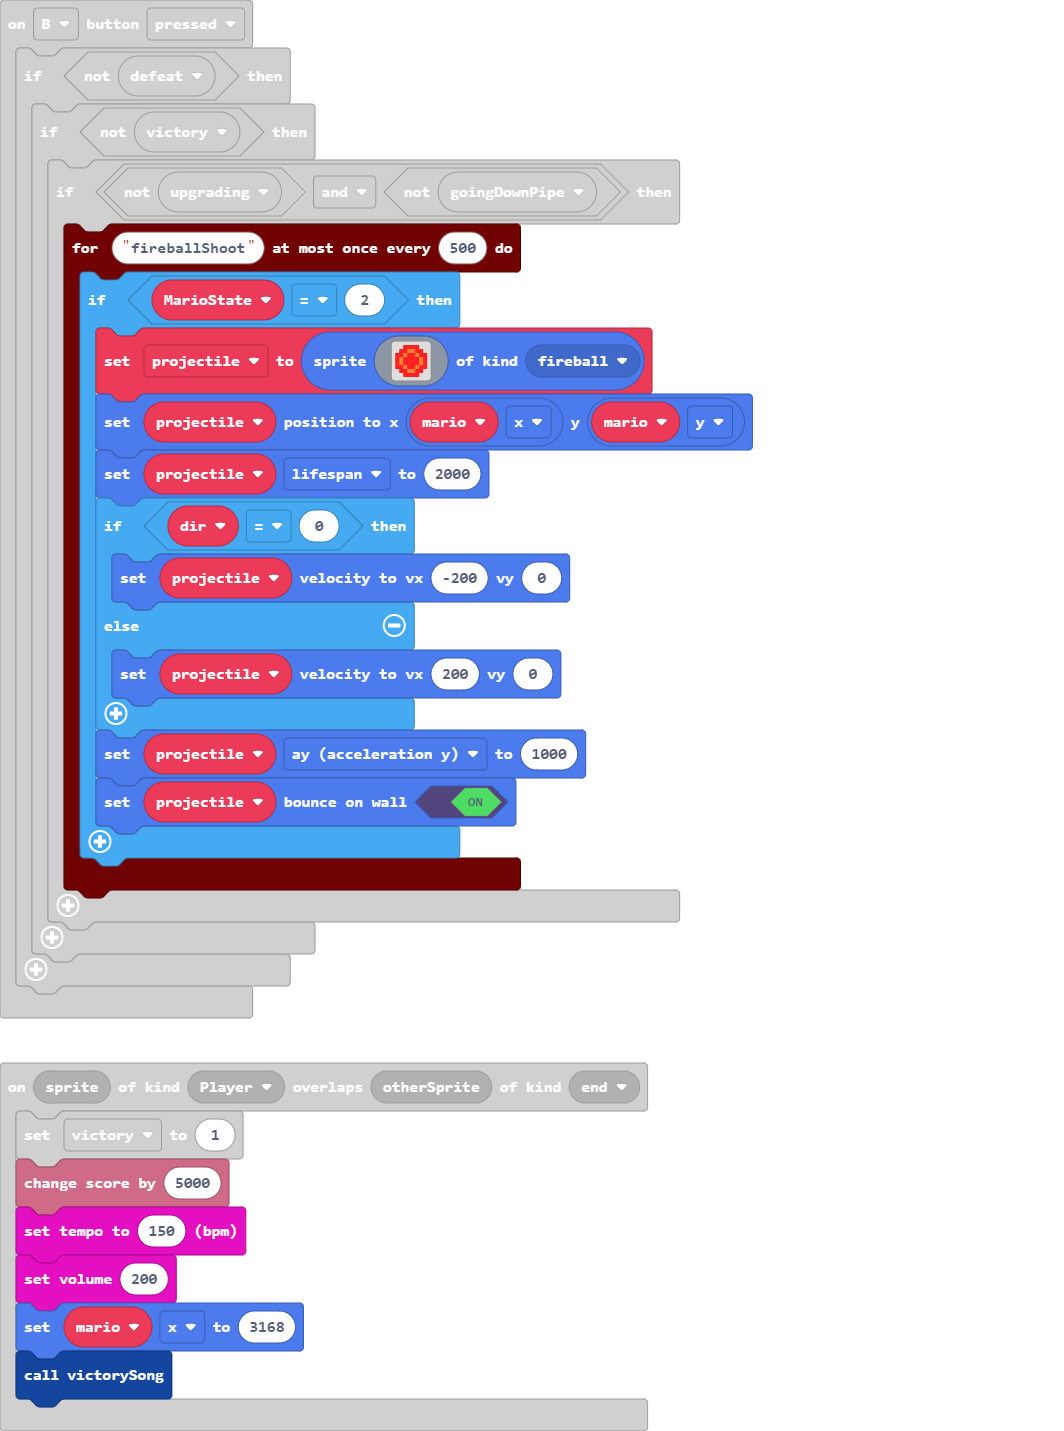 on B button pressed
if not defeat then
if not victory then
if not upgrading and not goingDownPipe then
for "fireballShoot" at most once every 500 do
if MarioState = 2 then
set projectile to sprite of kind fireball
set projectile position to x mario x y mario y
set projectile lifespan to 2000
if dir = 0 then
set projectile velocity to vx -200 vy 0
else
set projectile velocity to vx 200 vy 0
set projectile ay (acceleration y) to 1000
set projectile bounce on wall ON
on sprite of kind Player overlaps otherSprite of kind end
set victory to 1
change score by 5000
set tempo to 150 (bpm)
set volume 200
set mario x to 3168
call victorySong